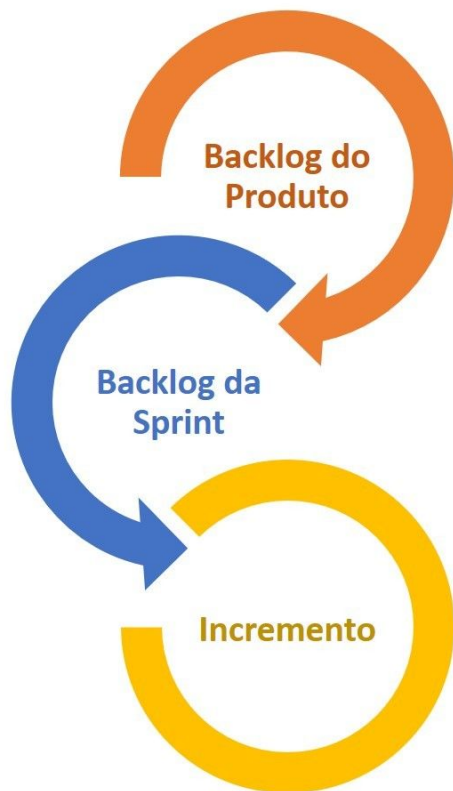 Backlog do
Produto
Backlog da
Sprint
Incremento